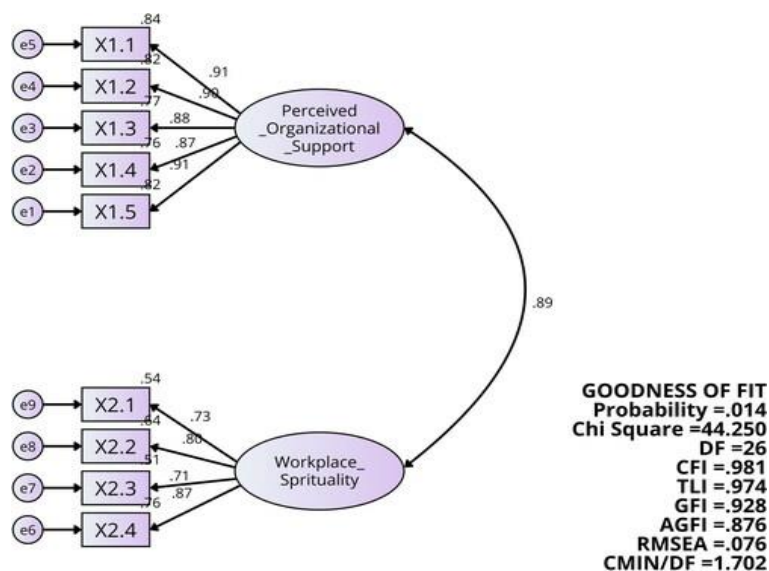 .84
e5
X1.1
.91
.82
e4
X1.2
.90
.77
e3
X1.3
.88
.76
.87
e2
X1.4
.91
.82
e1
X1.5
Perceived
_Organizational
_Support
.89
.54
e9
X2.1
.73
.64
e8
X2.2
.80
.51
e7
X2.3
.71
.76
.87
e6
X2.4
Workplace_
Sprituality
GOODNESS OF FIT
Probability =.014
Chi Square =44.250
DF =26
CFI =.981
TLI =.974
GFI =.928
AGFI =.876
RMSEA =.076
CMIN/DF =1.702